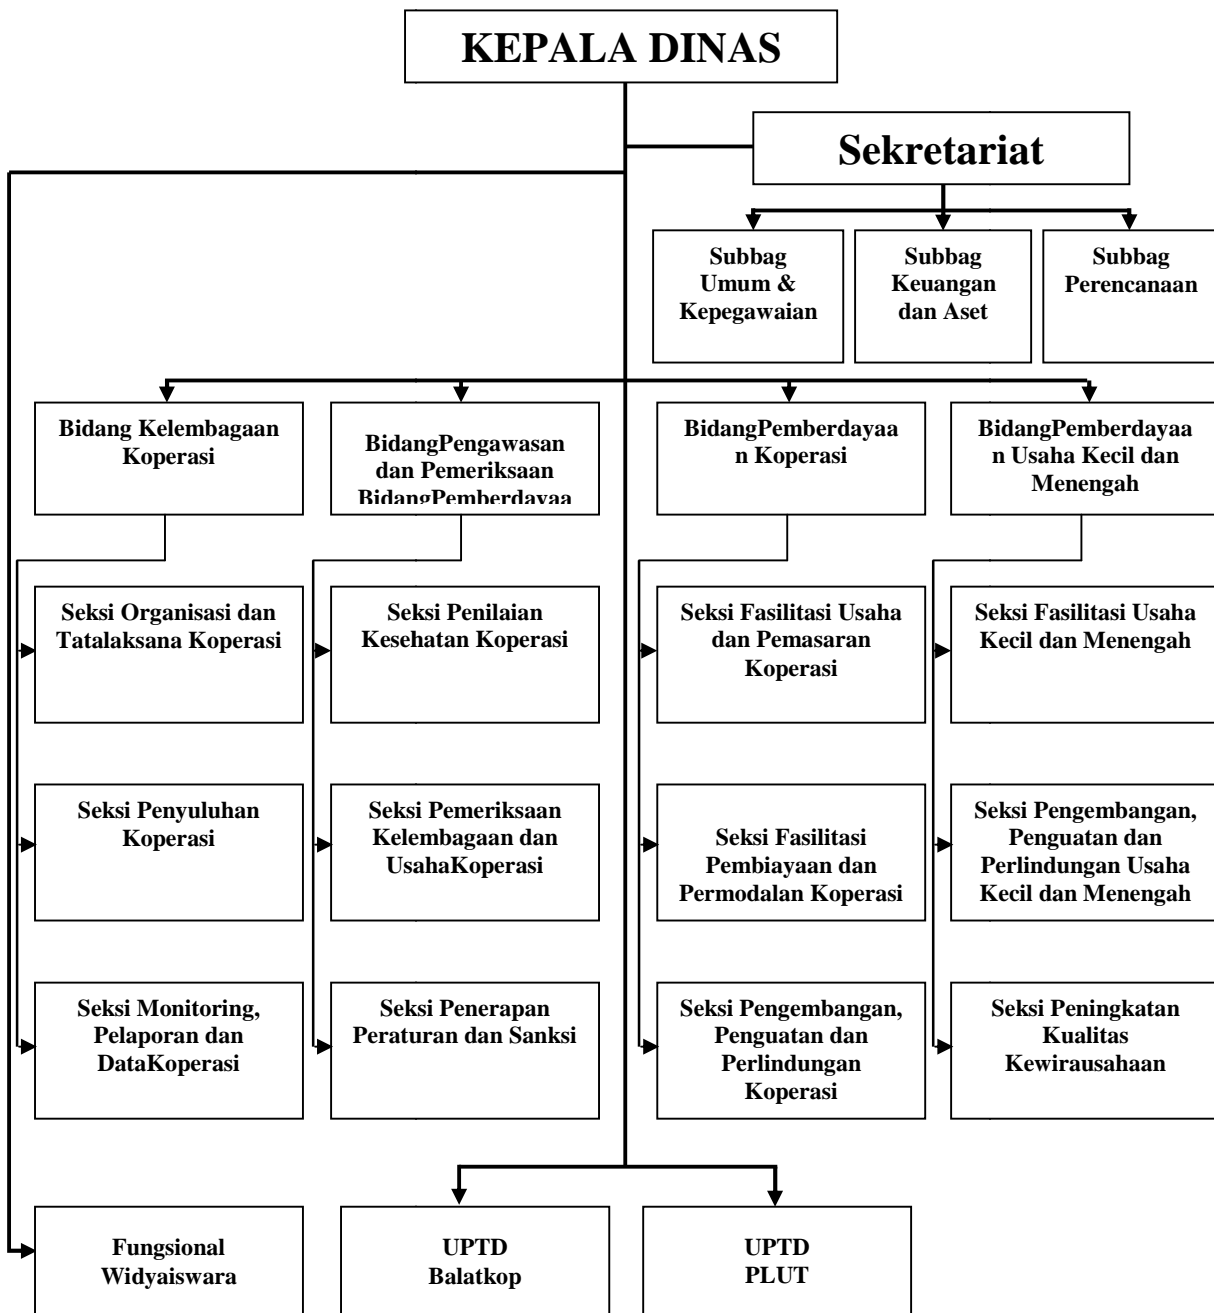 KEPALA DINAS
Sekretariat
Subbag
Umum &
Kepegawaian
Subbag
Keuangan
dan Aset
Subbag
Perencanaan
Bidang Kelembagaan
Koperasi
BidangPengawasan
dan Pemeriksaan
BidangPemberdayaa
BidangPemberdayaa
n Koperasi
BidangPemberdayaa
n Usaha Kecil dan
Menengah
Seksi Organisasi dan
Tatalaksana Koperasi
Seksi Penilaian
Kesehatan Koperasi
Seksi Fasilitasi Usaha
dan Pemasaran
Koperasi
Seksi Fasilitasi Usaha
Kecil dan Menengah
Seksi Penyuluhan
Koperasi
Seksi Pemeriksaan
Kelembagaan dan
UsahaKoperasi
Seksi Fasilitasi
Pembiayaan dan
Permodalan Koperasi
Seksi Pengembangan,
Penguatan dan
Perlindungan Usaha
Kecil dan Menengah
Seksi Monitoring,
Pelaporan dan
DataKoperasi
Seksi Penerapan
Peraturan dan Sanksi
Seksi Pengembangan,
Penguatan dan
Perlindungan
Koperasi
Seksi Peningkatan
Kualitas
Kewirausahaan
Fungsional
Widyaiswara
UPTD
Balatkop
UPTD
PLUT